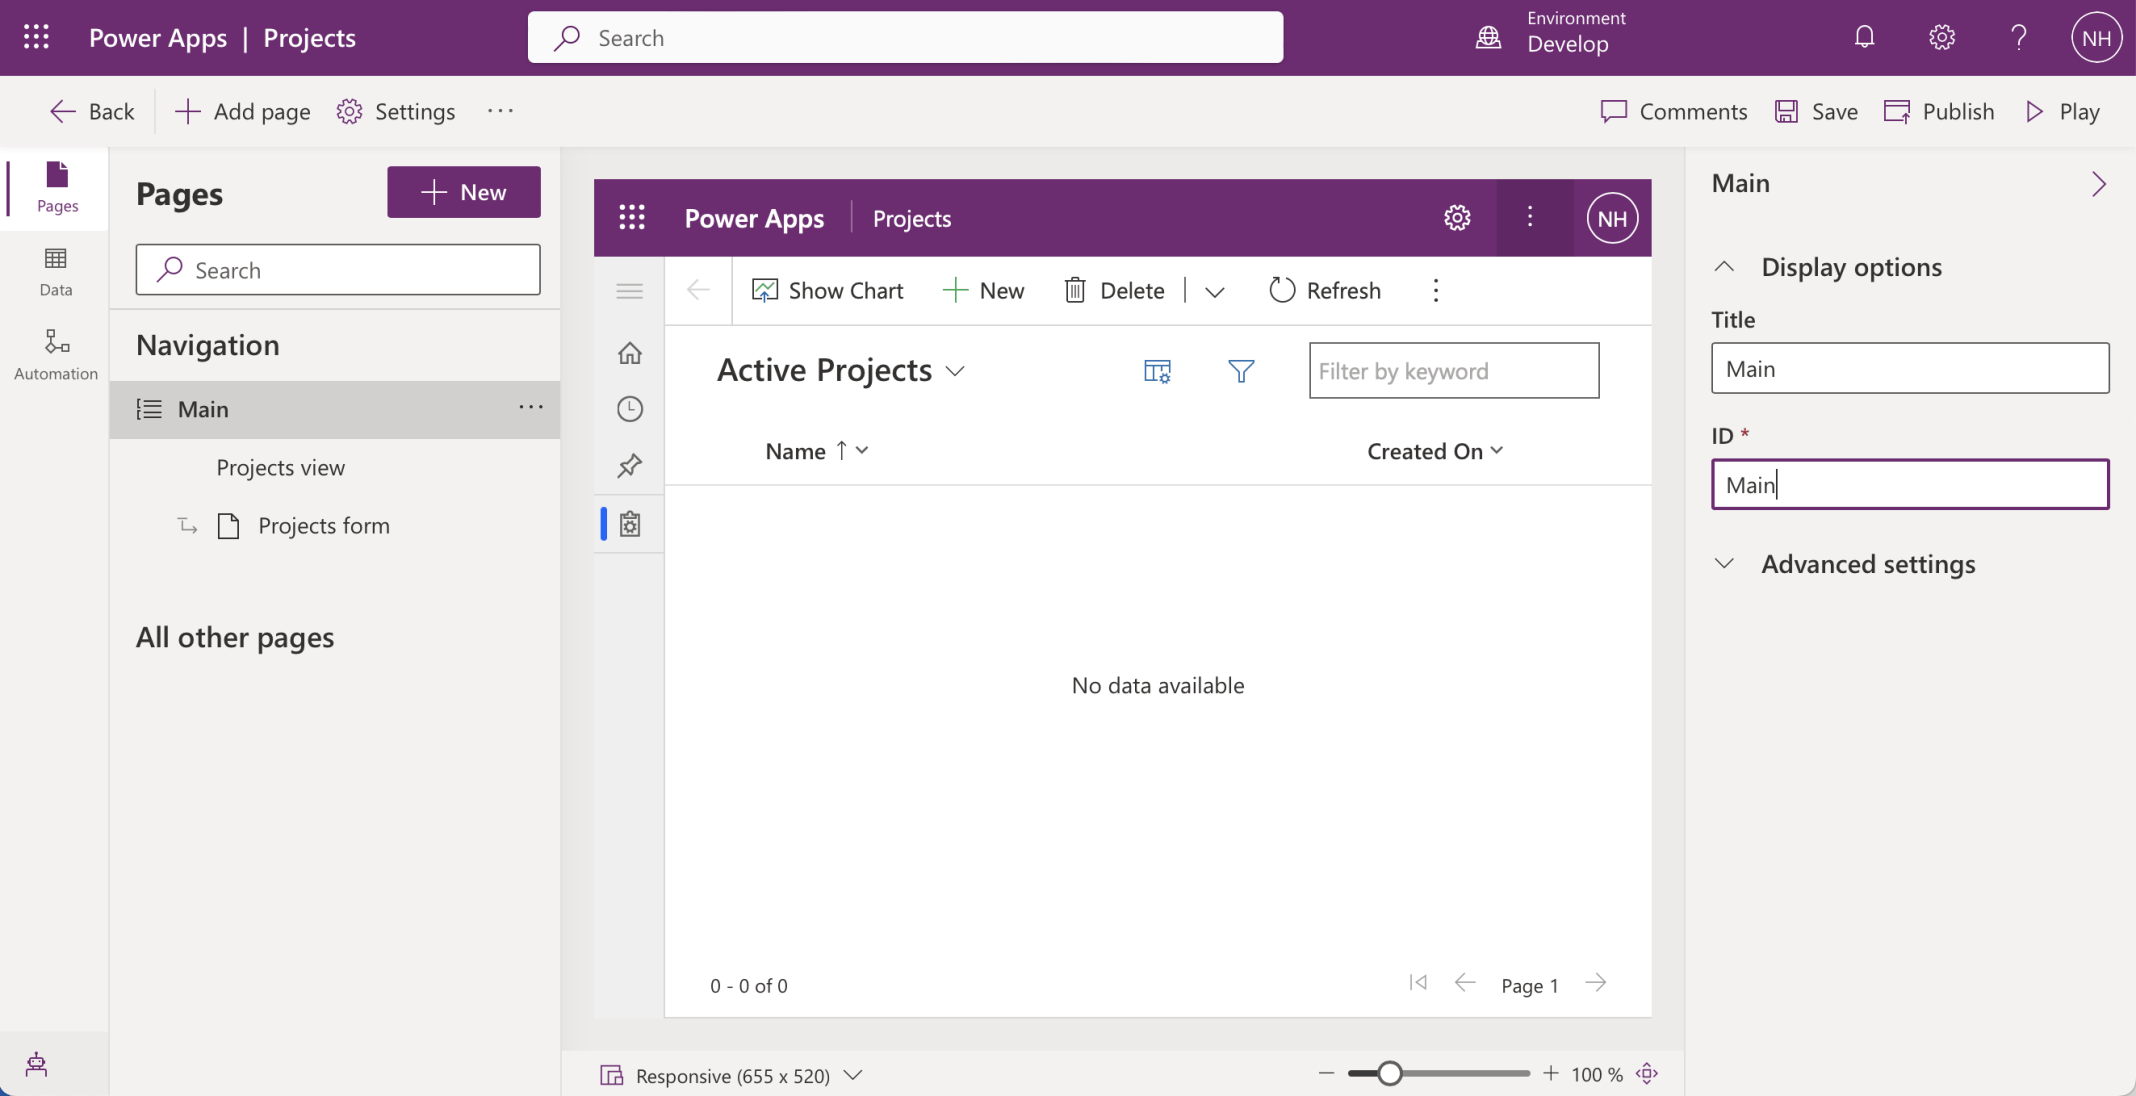 Power Apps | Projects
Search
Environment
Develop
NH
Back
Add page
Settings
Comments
Save
Publish
Play
Pages
Data
Automation
Pages
New
Search
Navigation
Main
Projects view
Projects form
All other pages
Power Apps
Projects
NH
Show Chart
New
Delete
Refresh
Active Projects
Filter by keyword
Name
Created On
No data available
0 - 0 of 0
Page 1
Responsive (655 x 520)
100 %
Main
Display options
Title
Main
ID *
Main
Advanced settings